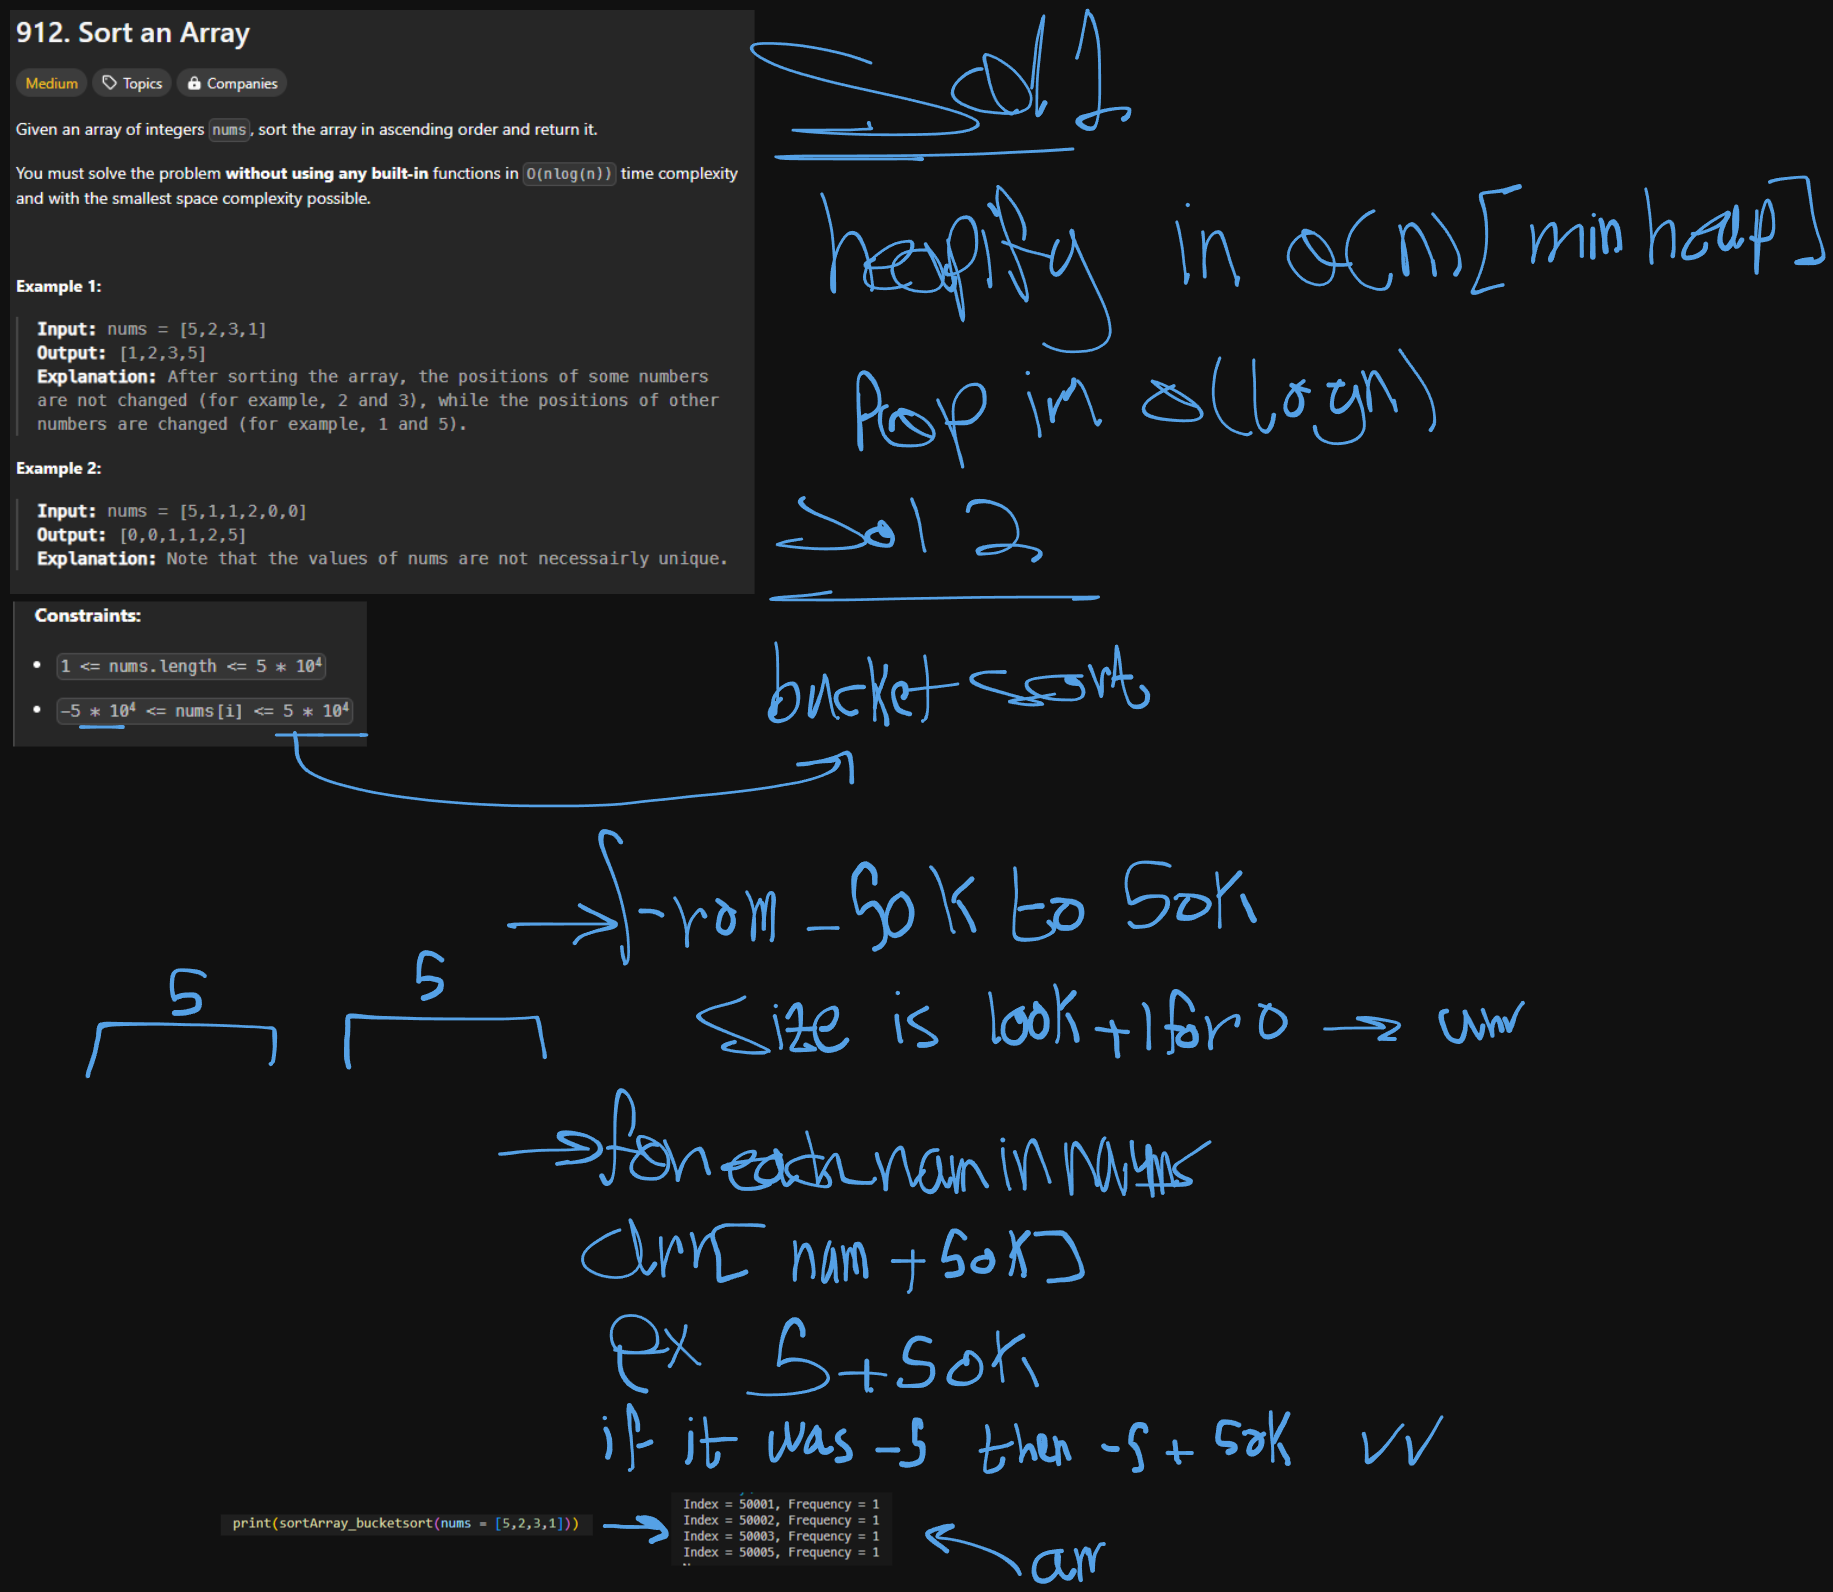 912. Sort an Array
Medium Topics Companies
Given an array of integers nums, sort the array in ascending order and return it.
You must solve the problem without using any built-in functions in O(nlog(n)) time complexity
and with the smallest space complexity possible.
Example 1:
Input: nums = [5,2,3,1]
Output: [1,2,3,5]
Explanation: After sorting the array, the positions of some numbers
are not changed (for example, 2 and 3), while the positions of other
numbers are changed (for example, 1 and 5).
Example 2:
Input: nums = [5,1,1,2,0,0]
Output: [0,0,1,1,2,5]
Explanation: Note that the values of nums are not necessairly unique.
Constraints:
1 <= nums.length <= 5 * 10⁴
-5 * 10⁴ <= nums[i] <= 5 * 10⁴
Sol 1
heapify in O(n) [min heap]
Pop in O(logn)
Sol 2
bucket sort
→ from -50K to 50K
5 5
size is 100K + 1 for 0 → arr
→ for each num in nums
arr[num + 50K]
ex 5 + 50K
if it was -5 then -5 + 50K ✓✓
print(sortArray_bucketsort(nums = [5,2,3,1])) →
Index = 50001, Frequency = 1
Index = 50002, Frequency = 1
Index = 50003, Frequency = 1
Index = 50005, Frequency = 1
arr